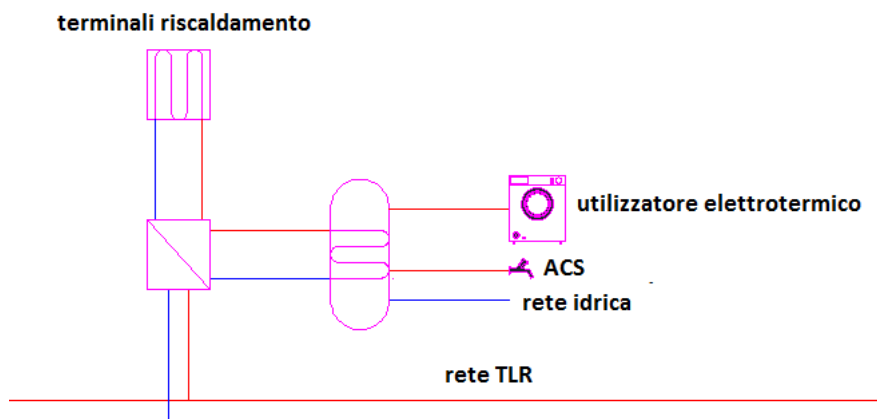 terminali riscaldamento
utilizzatore elettrotermico
ACS
rete idrica
rete TLR